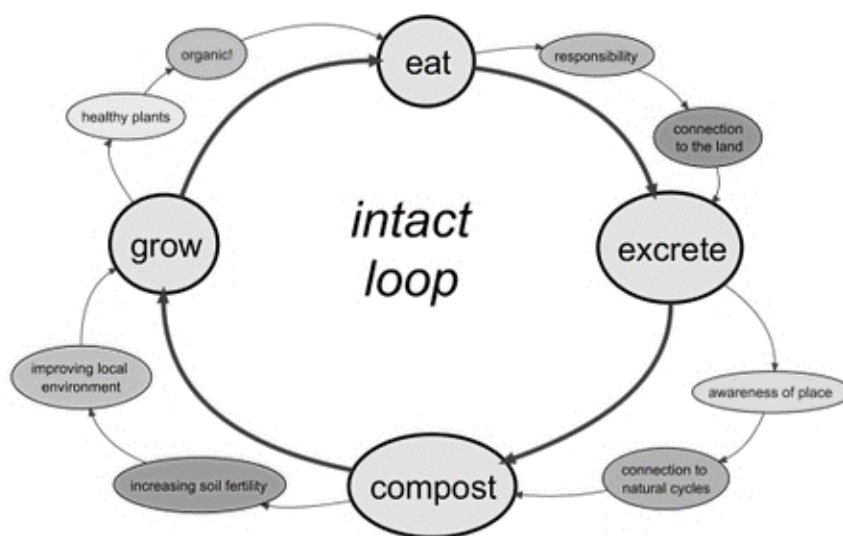 eat
organic!
responsibility
healthy plants
connection
to the land
intact
loop
grow
excrete
improving local
environment
awareness of place
increasing soil fertility
compost
connection to
natural cycles